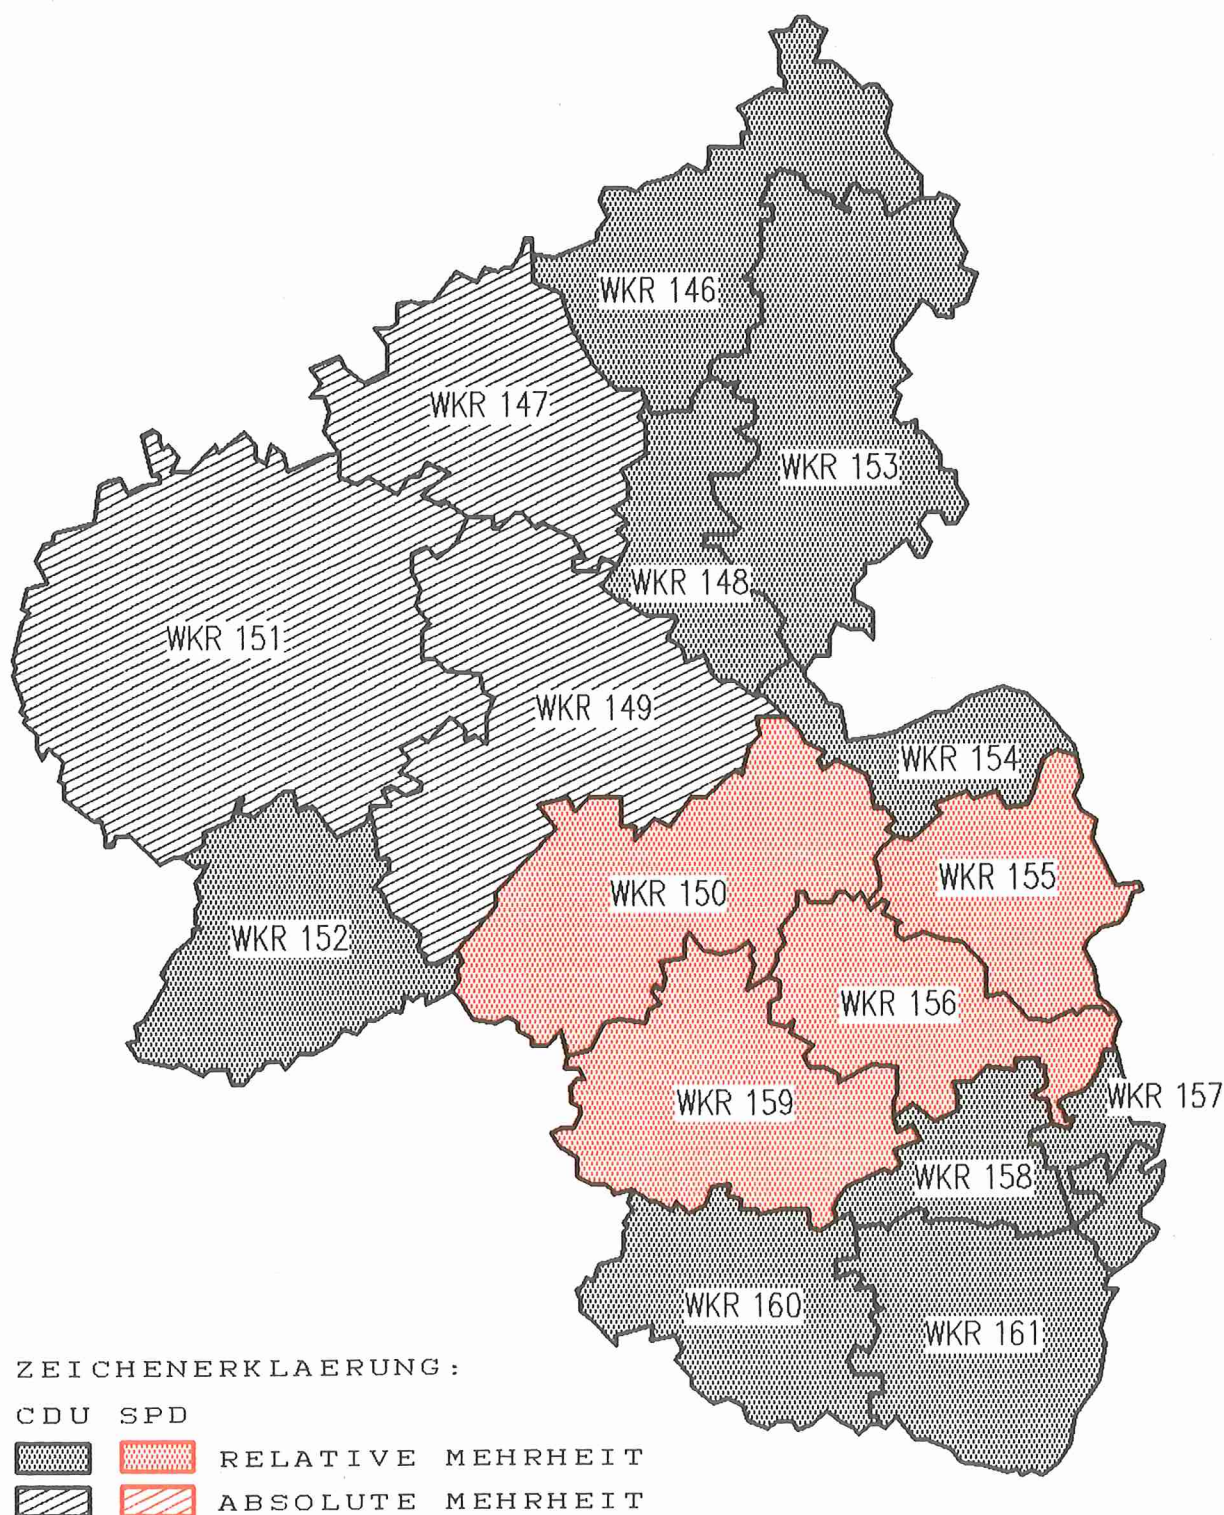 WKR 146
WKR 147
WKR 153
WKR 148
WKR 151
WKR 149
WKR 154
WKR 155
WKR 150
WKR 152
WKR 156
WKR 157
WKR 159
WKR 158
WKR 160
WKR 161
ZEICHENERKLAERUNG:
CDU SPD
RELATIVE MEHRHEIT
ABSOLUTE MEHRHEIT